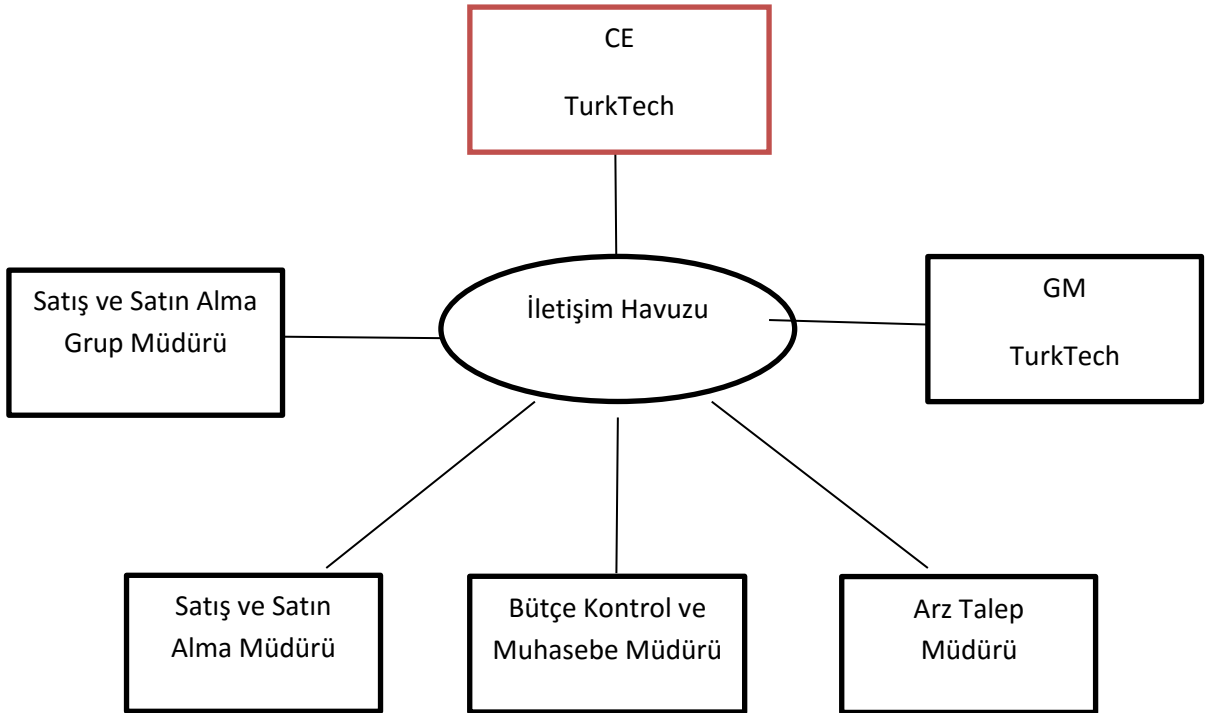 CE
TurkTech
Satış ve Satın Alma
Grup Müdürü
İletişim Havuzu
GM
TurkTech
Satış ve Satın
Alma Müdürü
Bütçe Kontrol ve
Muhasebe Müdürü
Arz Talep
Müdürü